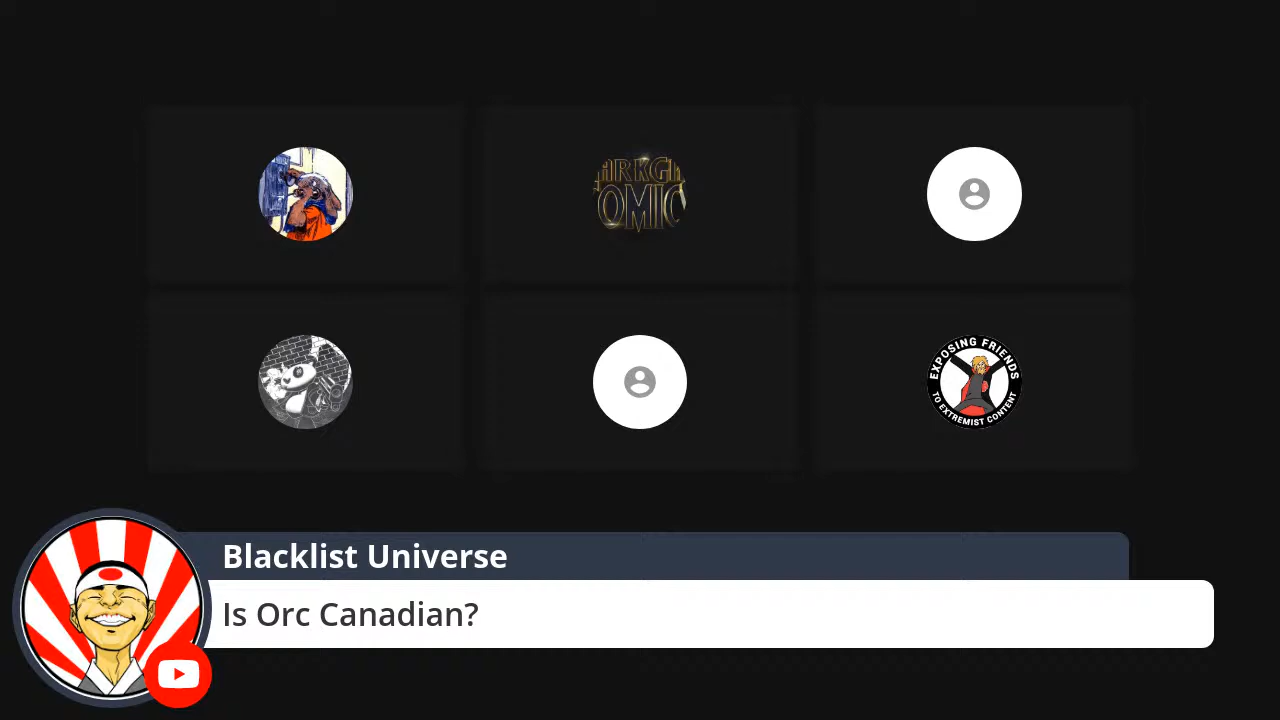 EXPOSING FRIENDS
TO EXTREMIST CONTENT
Blacklist Universe
Is Orc Canadian?